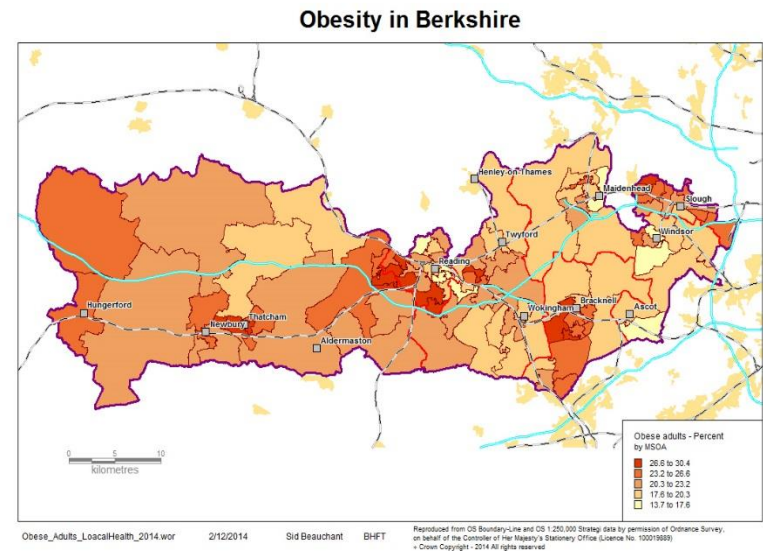 Obesity in Berkshire
Henley-on-Thames
Maidenhead
Slough
Twyford
Windsor
Reading
Hungerford
Thatcham
Newbury
Aldermaston
Wokingham
Bracknell
Ascot
0 5 10
kilometres
Obese adults - Percent
by MSOA
26.6 to 30.4
23.2 to 26.6
20.3 to 23.2
17.6 to 20.3
13.7 to 17.6
Obese_Adults_LoacalHealth_2014.wor 2/12/2014 Sid Beauchant BHFT
Reproduced from OS Boundary-Line and OS 1:250,000 Strategi data by permission of Ordnance Survey,
on behalf of the Controller of Her Majesty's Stationery Office (Licence No. 100019889)
+ Crown Copyright - 2014 All rights reserved